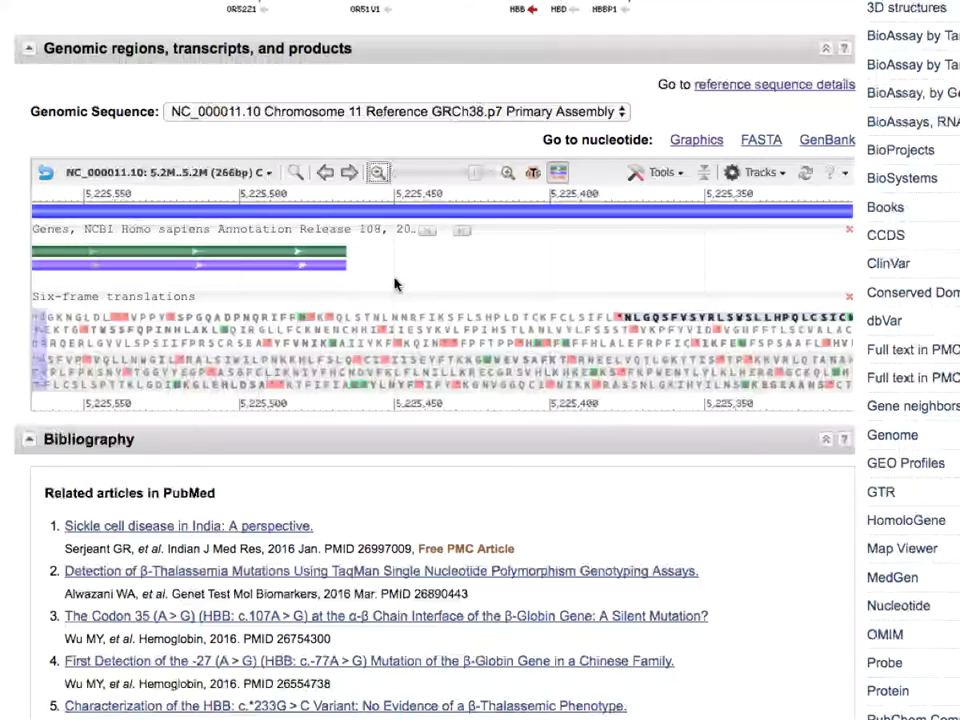 OR52Z1
OR51V1
HBB
HBD
HBBP1
3D structures
Genomic regions, transcripts, and products
BioAssay by Ta
BioAssay by Tar
BioAssay, by Ge
BioAssays, RNA
BioProjects
BioSystems
Books
CCDS
ClinVar
Conserved Dom
dbVar
Full text in PMC
Full text in PMC
Gene neighbors
Genome
GEO Profiles
GTR
HomoloGene
Map Viewer
MedGen
Nucleotide
OMIM
Probe
Protein
PubChem Com
Go to reference sequence details
Genomic Sequence: NC_000011.10 Chromosome 11 Reference GRCh38.p7 Primary Assembly
Go to nucleotide: Graphics FASTA GenBank
NC_000011.10: 5.2M..5.2M (266bp) C Tools Tracks ?
5,225,550 5,225,500 5,225,450 5,225,400 5,225,350
Genes, NCBI Homo sapiens Annotation Release 108, 20...
Six-frame translations
5,225,550 5,225,500 5,225,450 5,225,400 5,225,350
Bibliography
Related articles in PubMed
1. Sickle cell disease in India: A perspective.
Serjeant GR, et al. Indian J Med Res, 2016 Jan. PMID 26997009, Free PMC Article
2. Detection of β-Thalassemia Mutations Using TaqMan Single Nucleotide Polymorphism Genotyping Assays.
Alwazani WA, et al. Genet Test Mol Biomarkers, 2016 Mar. PMID 26890443
3. The Codon 35 (A > G) (HBB: c.107A > G) at the α-β Chain Interface of the β-Globin Gene: A Silent Mutation?
Wu MY, et al. Hemoglobin, 2016. PMID 26754300
4. First Detection of the -27 (A > G) (HBB: c.-77A > G) Mutation of the β-Globin Gene in a Chinese Family.
Wu MY, et al. Hemoglobin, 2016. PMID 26554738
5. Characterization of the HBB: c.*233G > C Variant: No Evidence of a β-Thalassemic Phenotype.